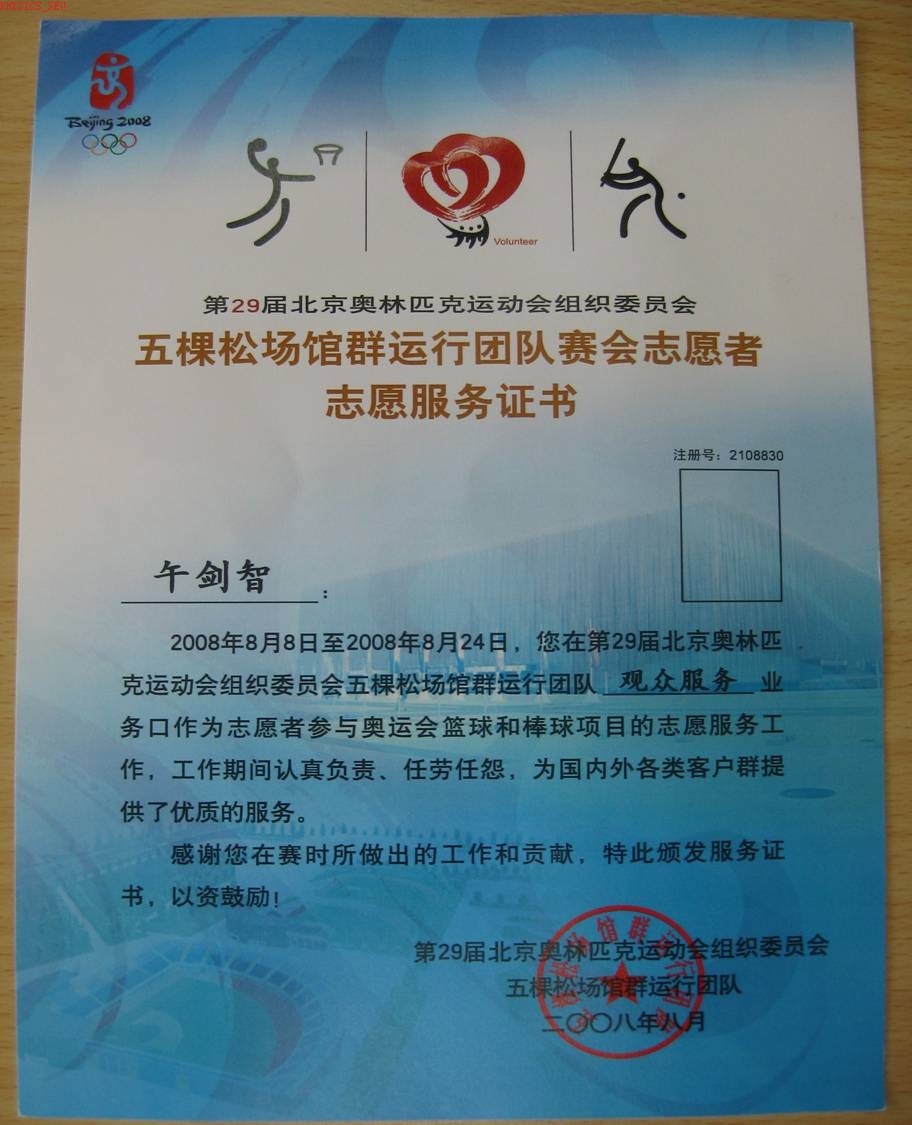 PHYSICS_SEU
Beijing 2008
Volunteer
第29届北京奥林匹克运动会组织委员会
五棵松场馆群运行团队赛会志愿者
志愿服务证书
注册号：2108830
午剑智：
2008年8月8日至2008年8月24日，您在第29届北京奥林匹
克运动会组织委员会五棵松场馆群运行团队 观众服务 业
务口作为志愿者参与奥运会篮球和棒球项目的志愿服务工
作，工作期间认真负责、任劳任怨，为国内外各类客户群提
供了优质的服务。
感谢您在赛时所做出的工作和贡献，特此颁发服务证
书，以资鼓励！
第29届北京奥林匹克运动会组织委员会
五棵松场馆群运行团队
二〇〇八年八月
五棵松场馆群运行团队